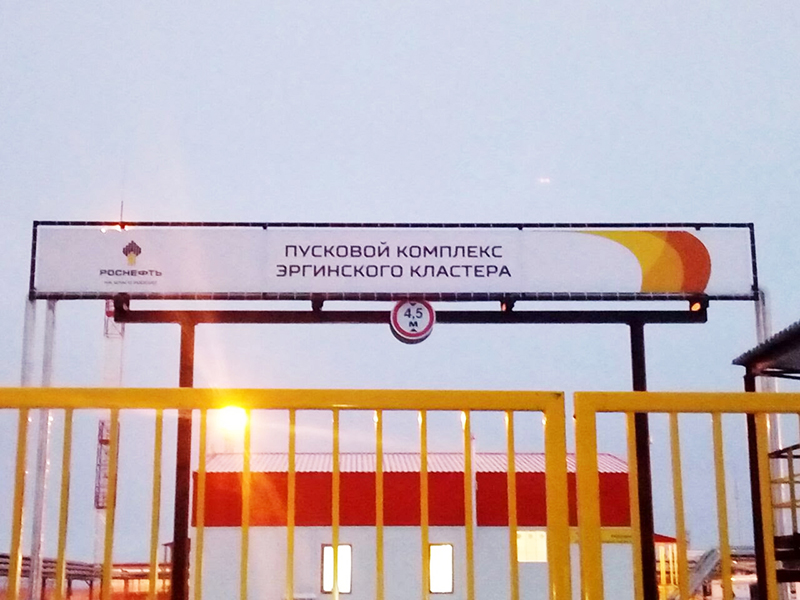 ПУСКОВОЙ КОМПЛЕКС
ЭРГИНСКОГО КЛАСТЕРА
РОСНЕФТЬ
4,5
М